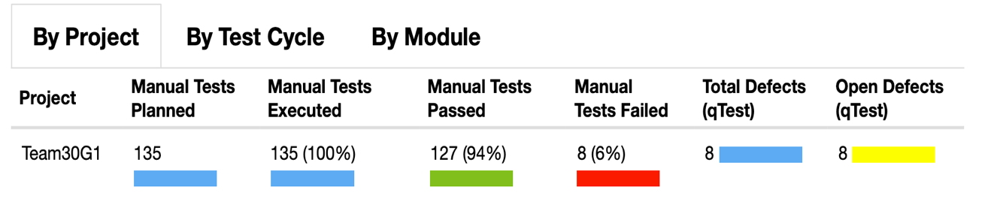 By Project By Test Cycle By Module
Project
Manual Tests
Planned
Manual Tests
Executed
Manual Tests
Passed
Manual
Tests Failed
Total Defects
(qTest)
Open Defects
(qTest)
Team30G1 135 135 (100%) 127 (94%) 8 (6%) 8 8